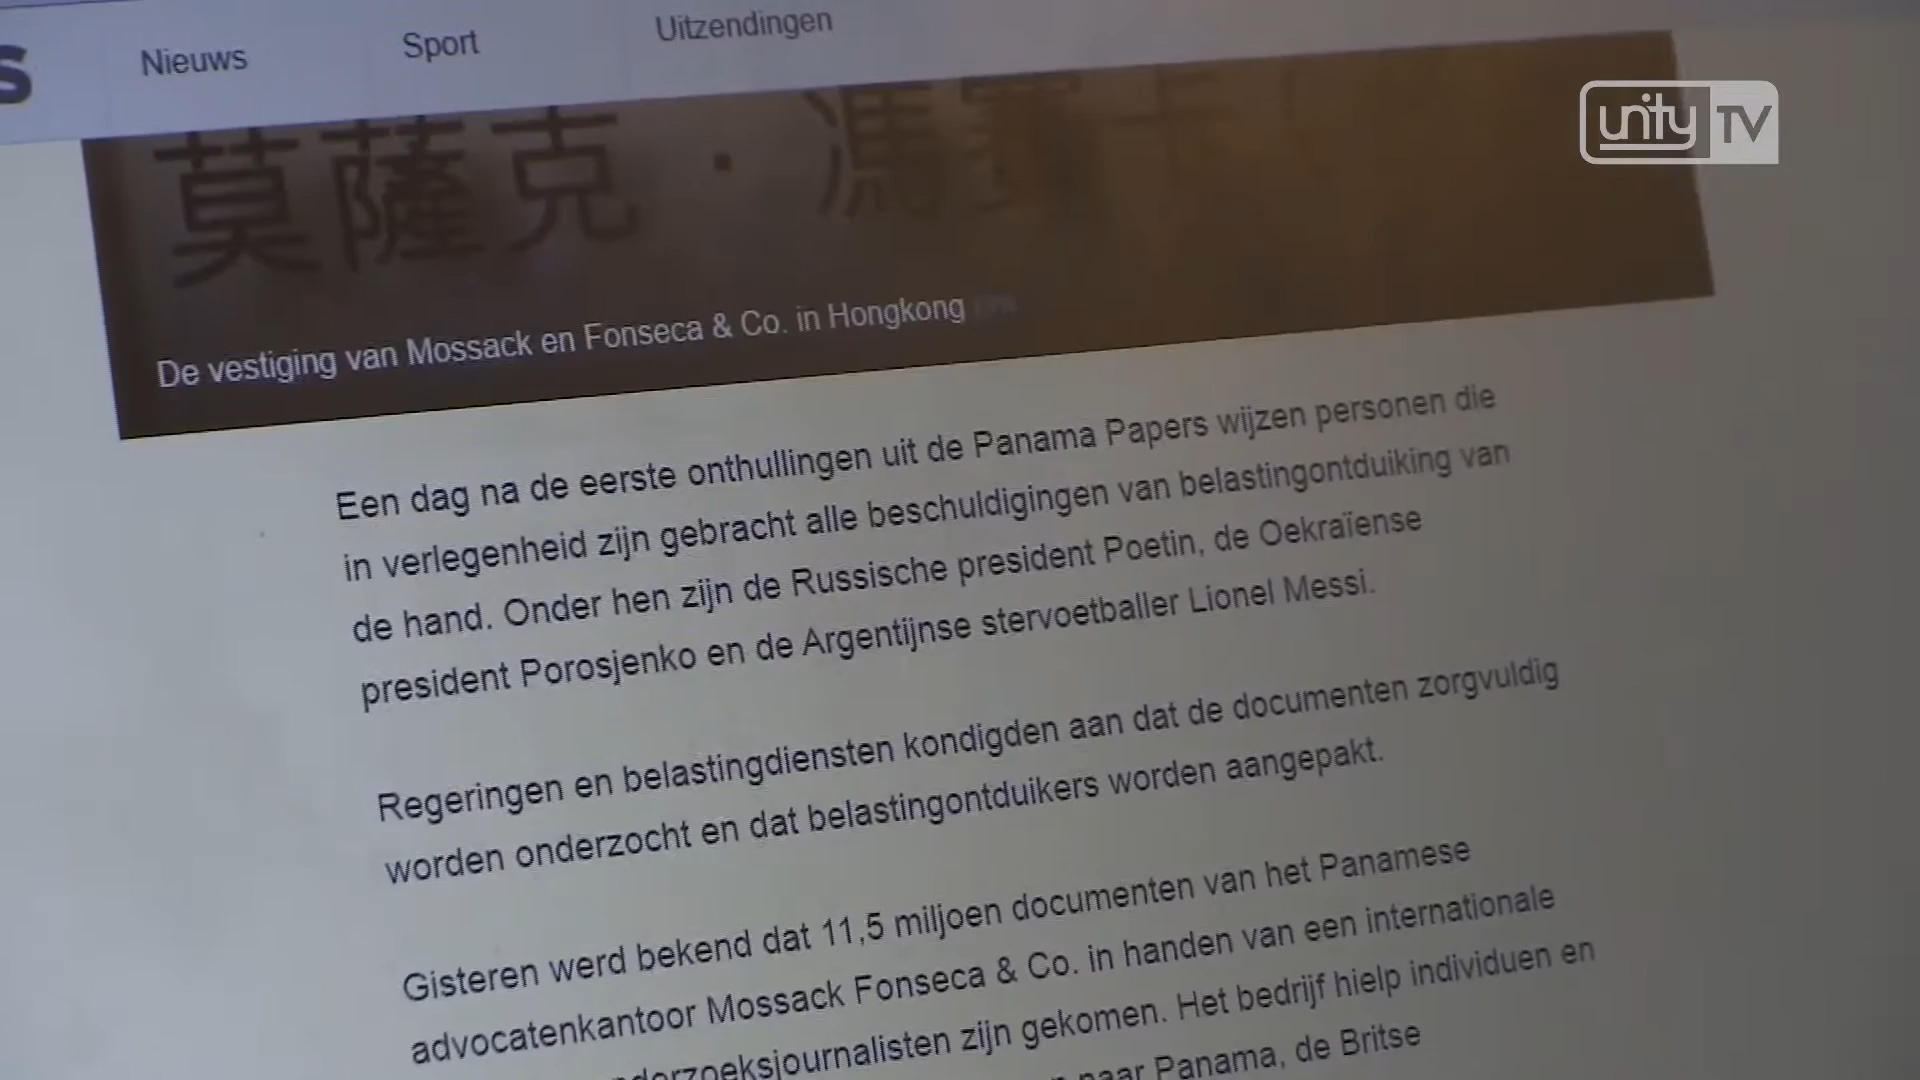 S
Nieuws
Sport
Uitzendingen
unity TV
莫薩克·馮賽卡
De vestiging van Mossack en Fonseca & Co. in Hongkong
Een dag na de eerste onthullingen uit de Panama Papers wijzen personen die
in verlegenheid zijn gebracht alle beschuldigingen van belastingontduiking van
de hand. Onder hen zijn de Russische president Poetin, de Oekraïense
president Porosjenko en de Argentijnse stervoetballer Lionel Messi.
Regeringen en belastingdiensten kondigden aan dat de documenten zorgvuldig
worden onderzocht en dat belastingontduikers worden aangepakt.
Gisteren werd bekend dat 11,5 miljoen documenten van het Panamese
advocatenkantoor Mossack Fonseca & Co. in handen van een internationale
zijn gekomen. Het bedrijf hielp individuen en
naar Panama, de Britse